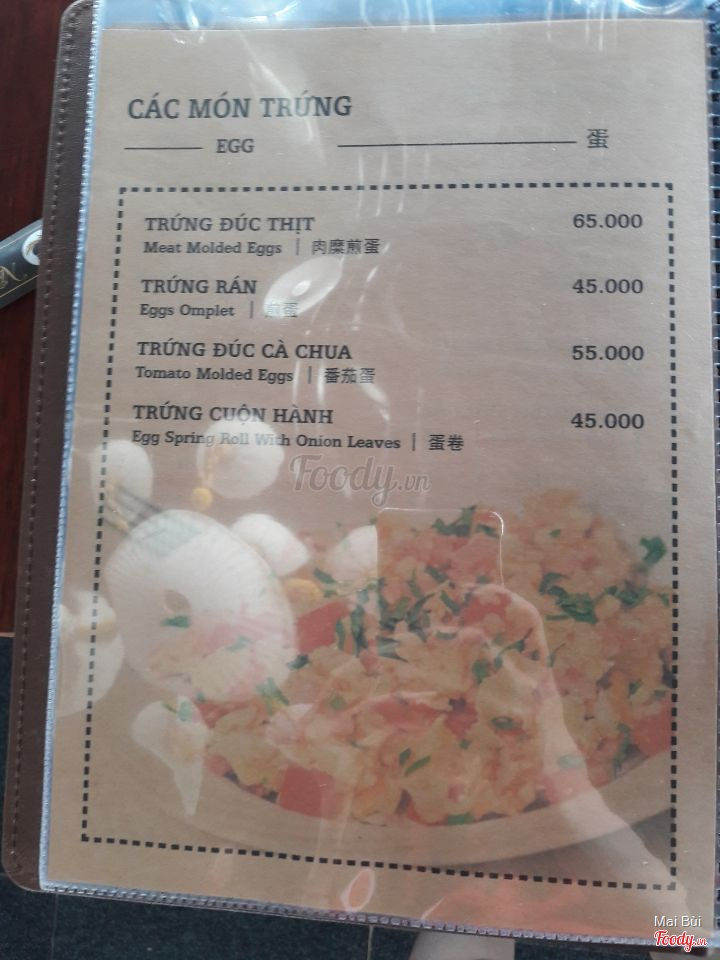 CÁC MÓN TRỨNG
EGG 蛋
TRỨNG ĐÚC THỊT 65.000
Meat Molded Eggs | 肉糜煎蛋
TRỨNG RÁN 45.000
Eggs Omplet | 煎蛋
TRỨNG ĐÚC CÀ CHUA 55.000
Tomato Molded Eggs | 番茄蛋
TRỨNG CUỘN HÀNH 45.000
Egg Spring Roll With Onion Leaves | 蛋卷
Foody.vn
Mai Bùi
Foody.vn